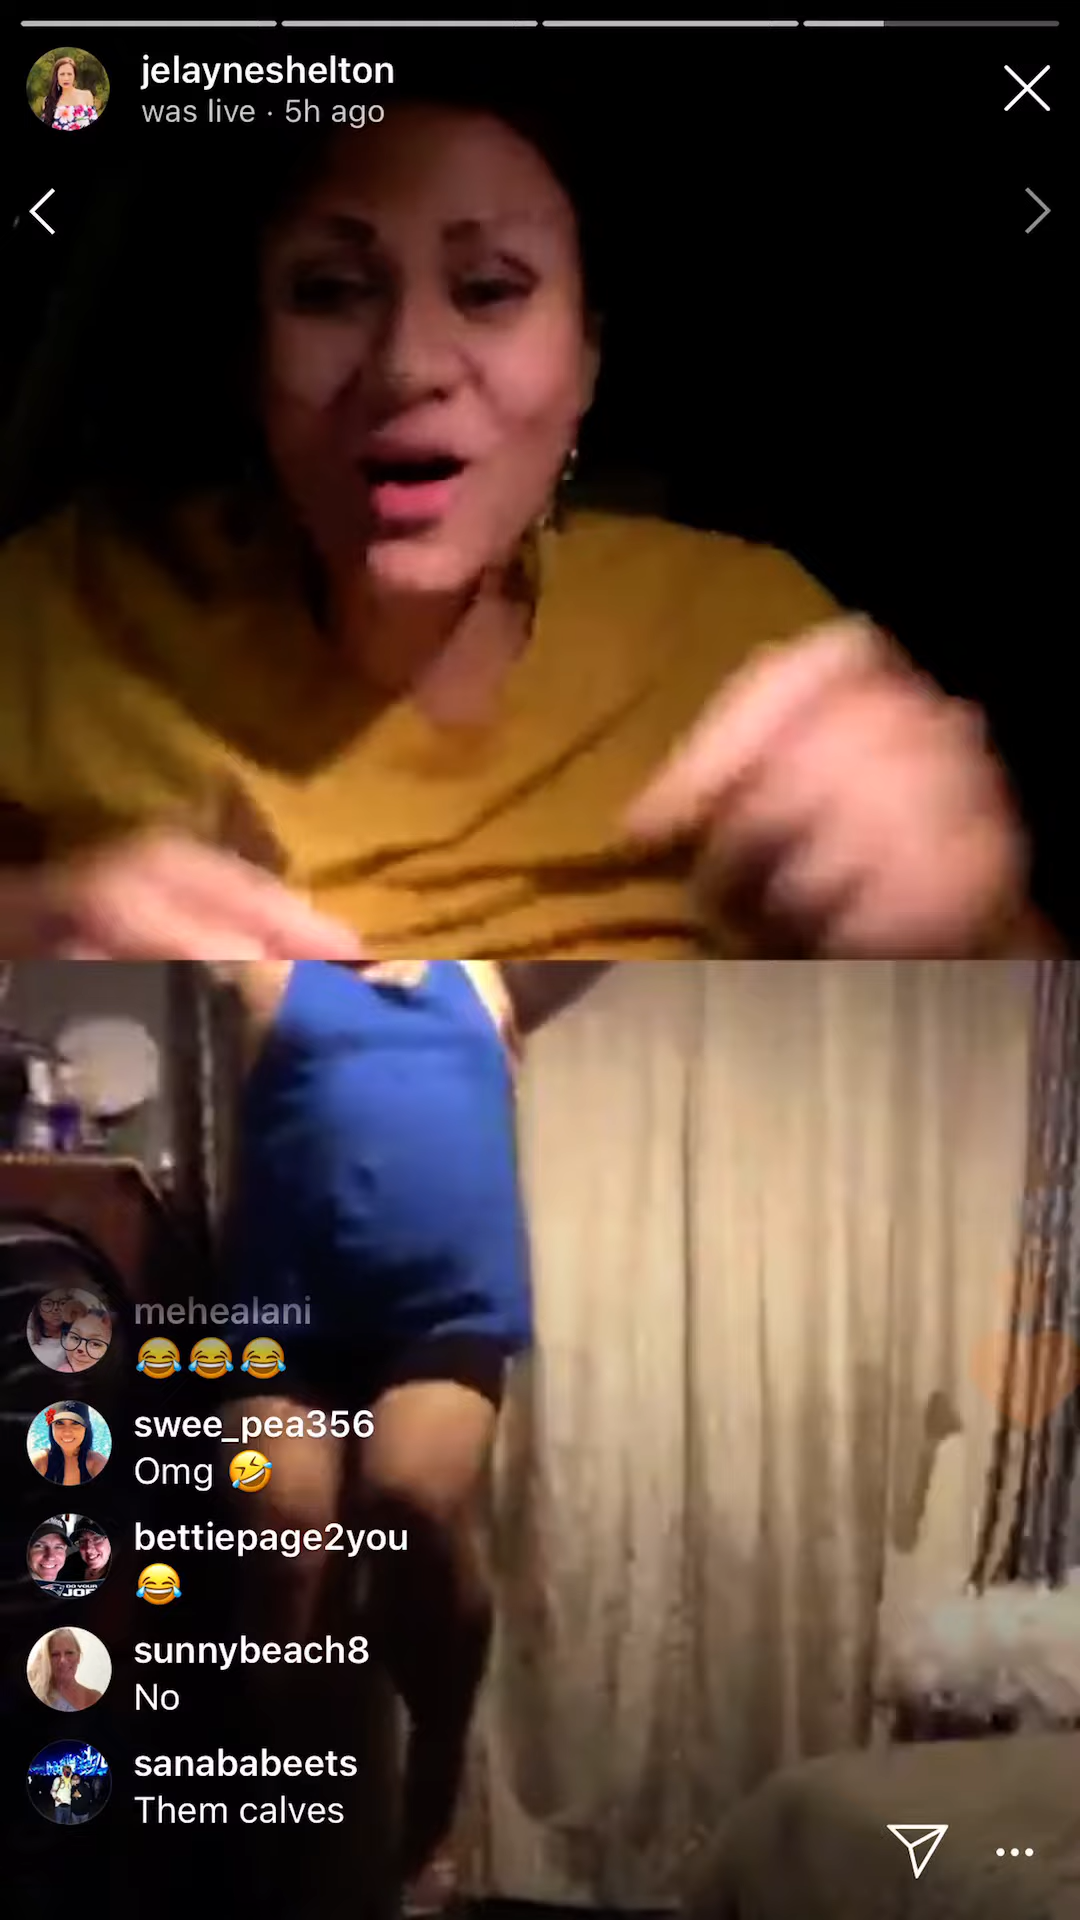 jelayneshelton
was live · 5h ago
mehealani
😂😂😂
swee_pea356
Omg 🤣
bettiepage2you
😂
sunnybeach8
No
sanababeets
Them calves